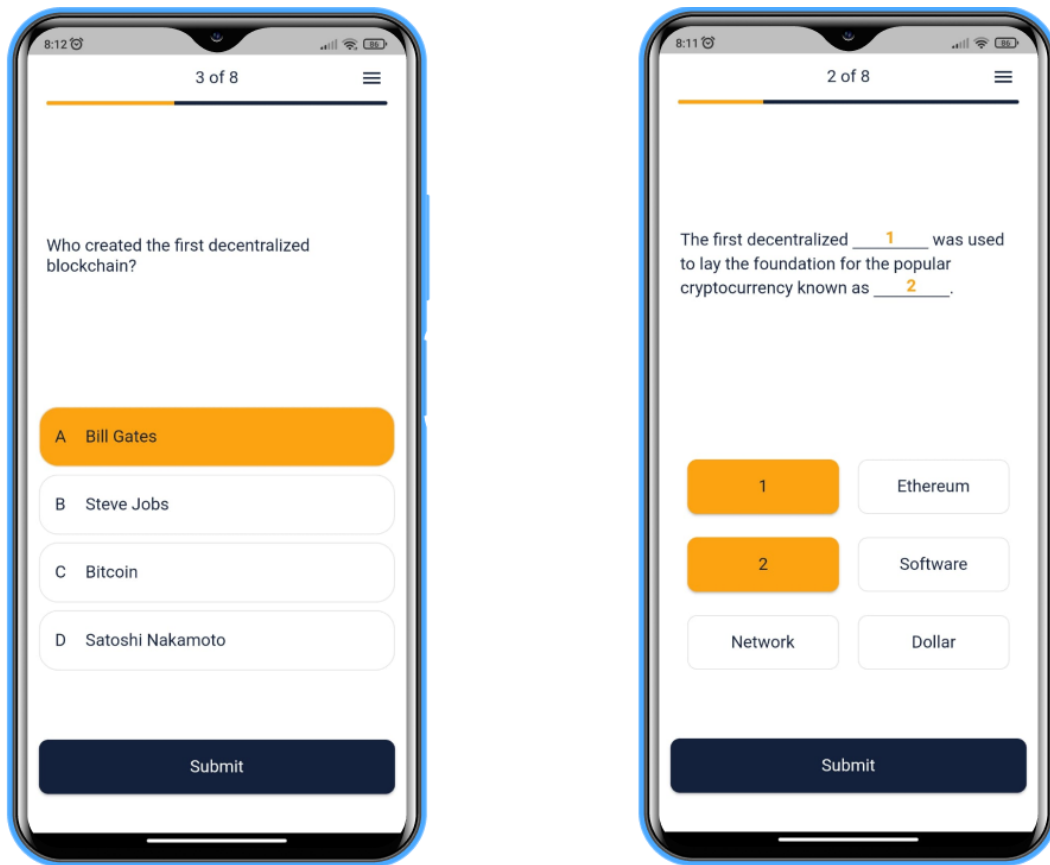 8:12
86
3 of 8
Who created the first decentralized
blockchain?
A Bill Gates
B Steve Jobs
C Bitcoin
D Satoshi Nakamoto
Submit
8:11
86
2 of 8
The first decentralized 1 was used
to lay the foundation for the popular
cryptocurrency known as 2.
1 Ethereum
2 Software
Network Dollar
Submit